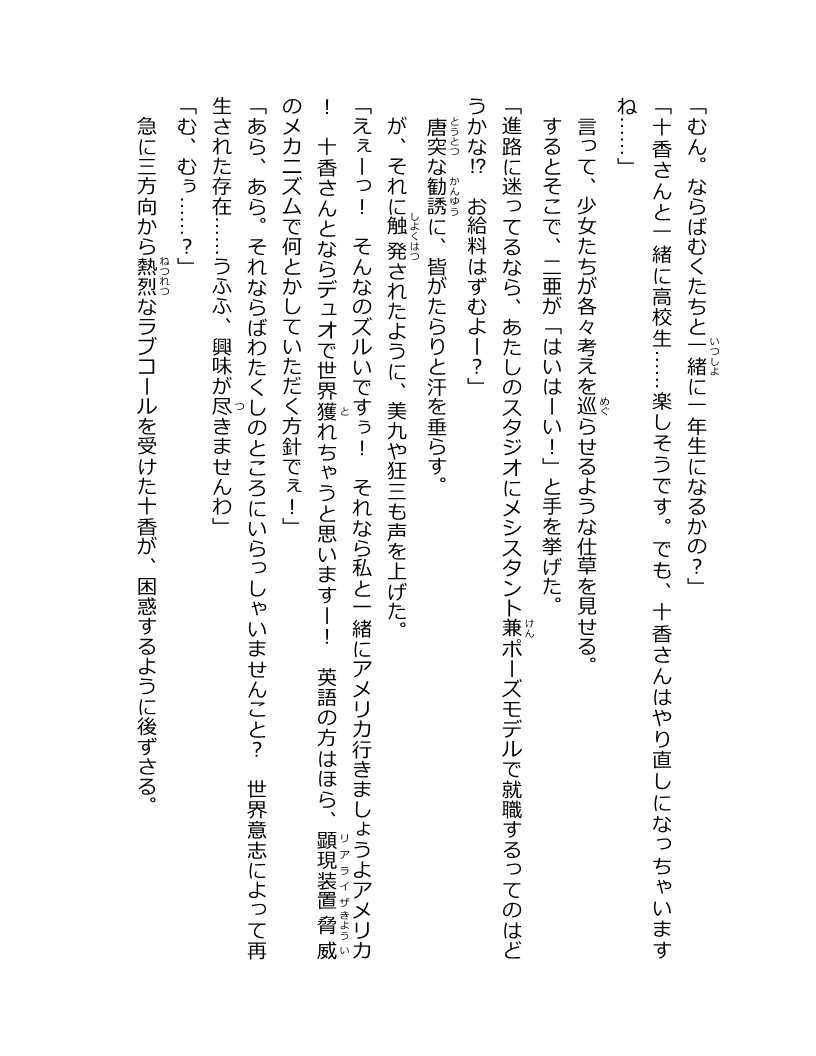 「むん。ならばむくたちと一緒に一年生になるかの？」
「十香さんと一緒に高校生……楽しそうです。でも、十香さんはやり直しになっちゃいます
ね……」
言って、少女たちが各々考えを巡らせるような仕草を見せる。
するとそこで、二亜が「はいはーい！」と手を挙げた。
「進路に迷ってるなら、あたしのスタジオにメシスタント兼ポーズモデルで就職するってのはど
うかな⁉　お給料はずむよー？」
唐突な勧誘に、皆がたらりと汗を垂らす。
が、それに触発されたように、美九や狂三も声を上げた。
「えぇーっ！　そんなのズルいですぅ！　それなら私と一緒にアメリカ行きましょうよアメリカ
！　十香さんとならデュオで世界獲れちゃうと思いますー！　英語の方はほら、顕現装置脅威
のメカニズムで何とかしていただく方針でぇ！」
「あら、あら。それならばわたくしのところにいらっしゃいませんこと？　世界意志によって再
生された存在……うふふ、興味が尽きませんわ」
「む、むぅ……？」
急に三方向から熱烈なラブコールを受けた十香が、困惑するように後ずさる。